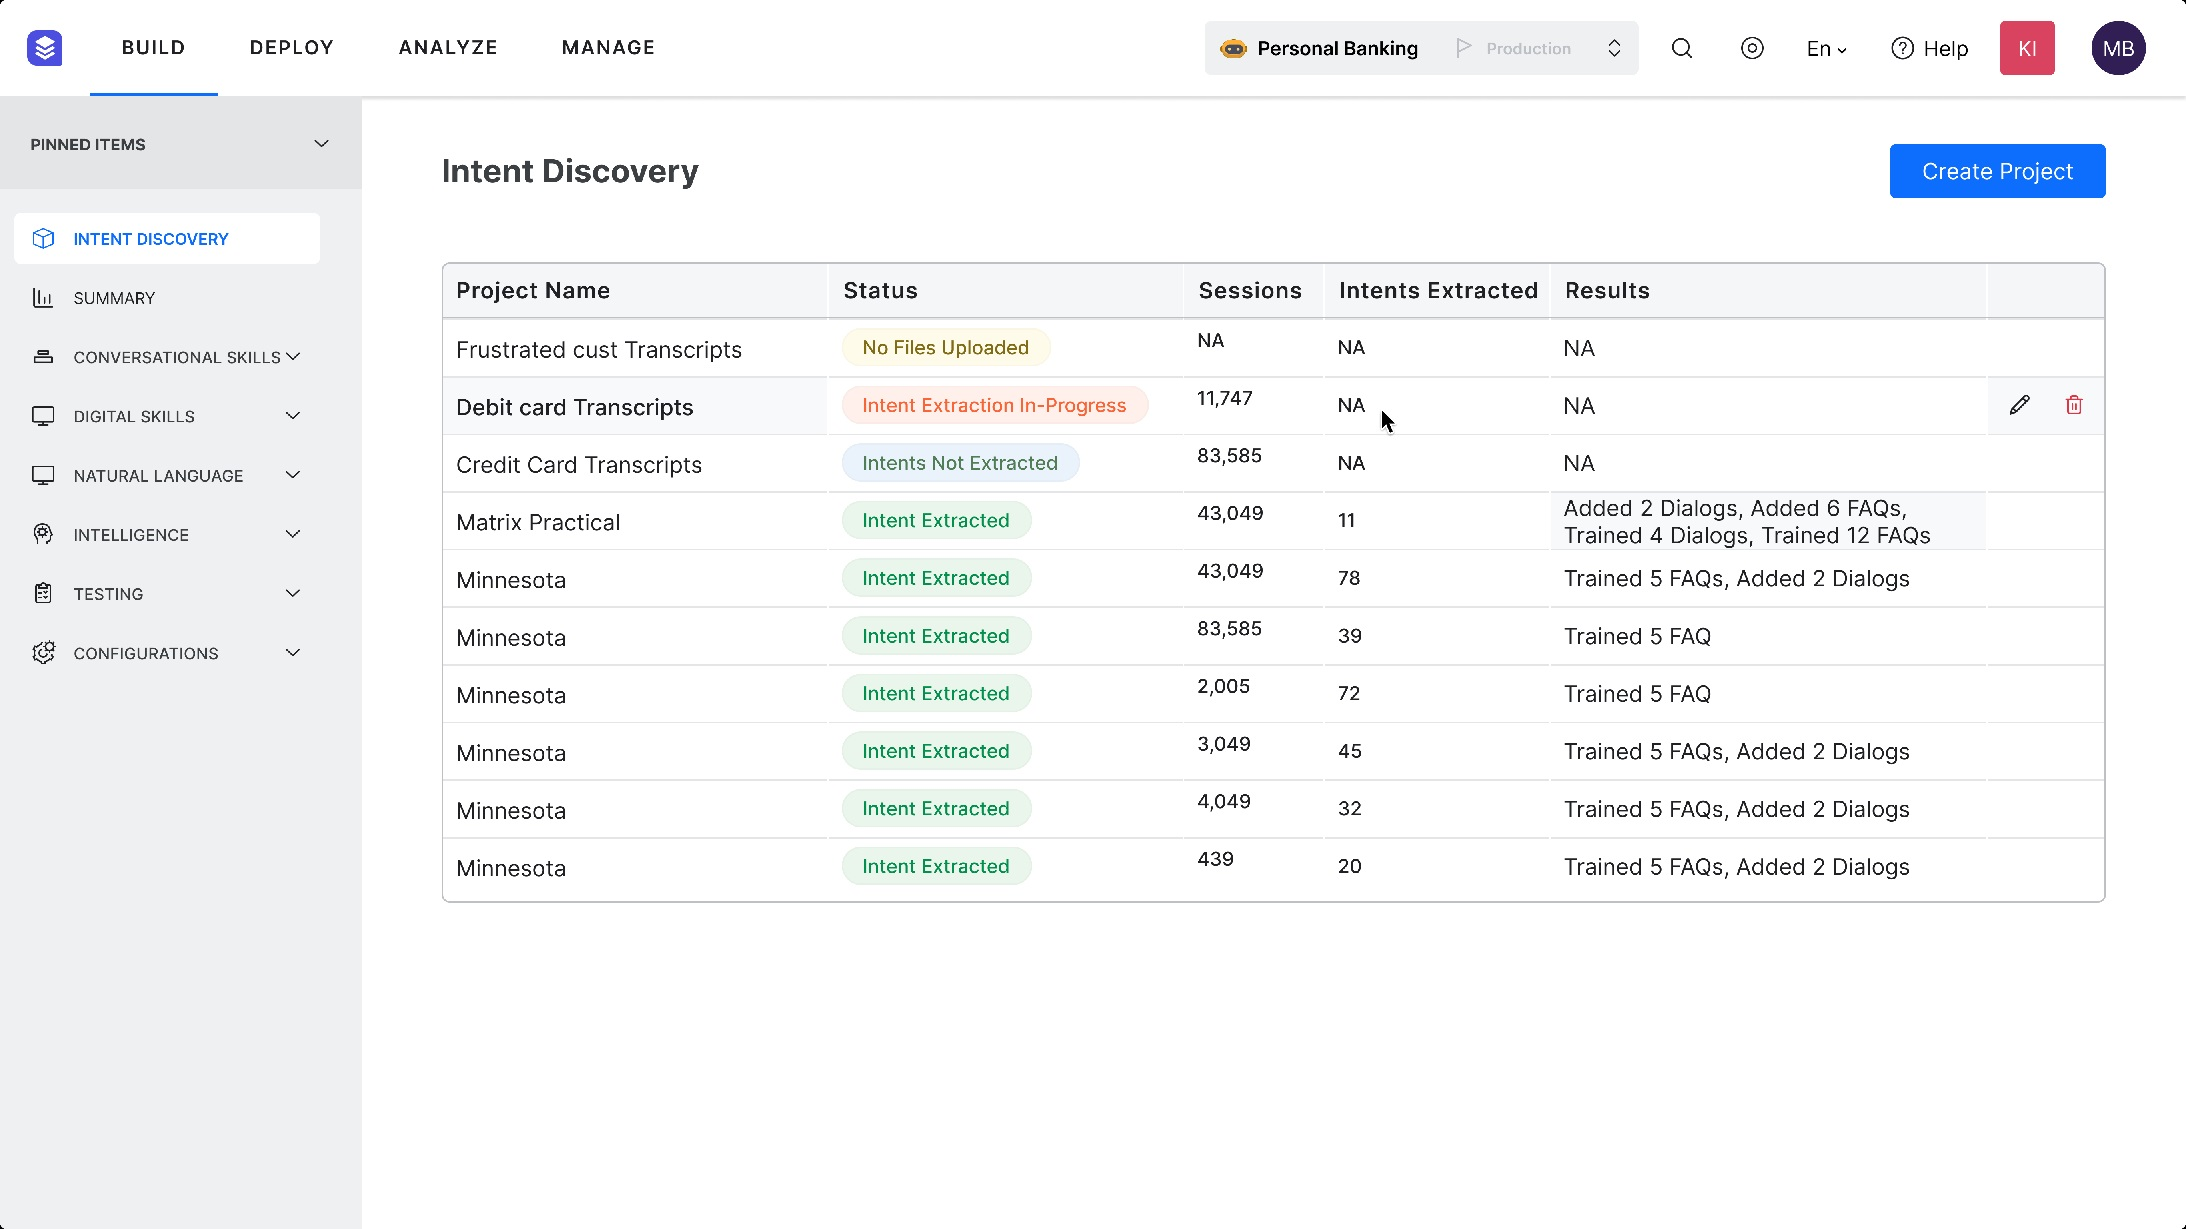 BUILD DEPLOY ANALYZE MANAGE Personal Banking Production En Help KI MB
PINNED ITEMS
INTENT DISCOVERY
SUMMARY
CONVERSATIONAL SKILLS
DIGITAL SKILLS
NATURAL LANGUAGE
INTELLIGENCE
TESTING
CONFIGURATIONS
Intent Discovery Create Project
Project Name Status Sessions Intents Extracted Results
Frustrated cust Transcripts No Files Uploaded NA NA NA
Debit card Transcripts Intent Extraction In-Progress 11,747 NA NA
Credit Card Transcripts Intents Not Extracted 83,585 NA NA
Matrix Practical Intent Extracted 43,049 11 Added 2 Dialogs, Added 6 FAQs,
Trained 4 Dialogs, Trained 12 FAQs
Minnesota Intent Extracted 43,049 78 Trained 5 FAQs, Added 2 Dialogs
Minnesota Intent Extracted 83,585 39 Trained 5 FAQ
Minnesota Intent Extracted 2,005 72 Trained 5 FAQ
Minnesota Intent Extracted 3,049 45 Trained 5 FAQs, Added 2 Dialogs
Minnesota Intent Extracted 4,049 32 Trained 5 FAQs, Added 2 Dialogs
Minnesota Intent Extracted 439 20 Trained 5 FAQs, Added 2 Dialogs